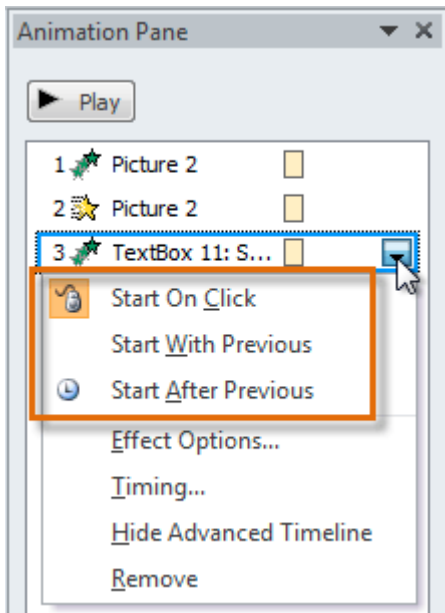 Animation Pane
Play
1 Picture 2
2 Picture 2
3 TextBox 11: S...
Start On Click
Start With Previous
Start After Previous
Effect Options...
Timing...
Hide Advanced Timeline
Remove